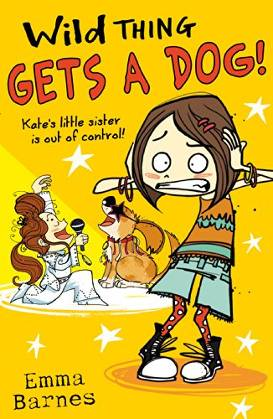 Wild THING
GETS A DOG!
Kate's little sister
is out of control!
Emma
Barnes